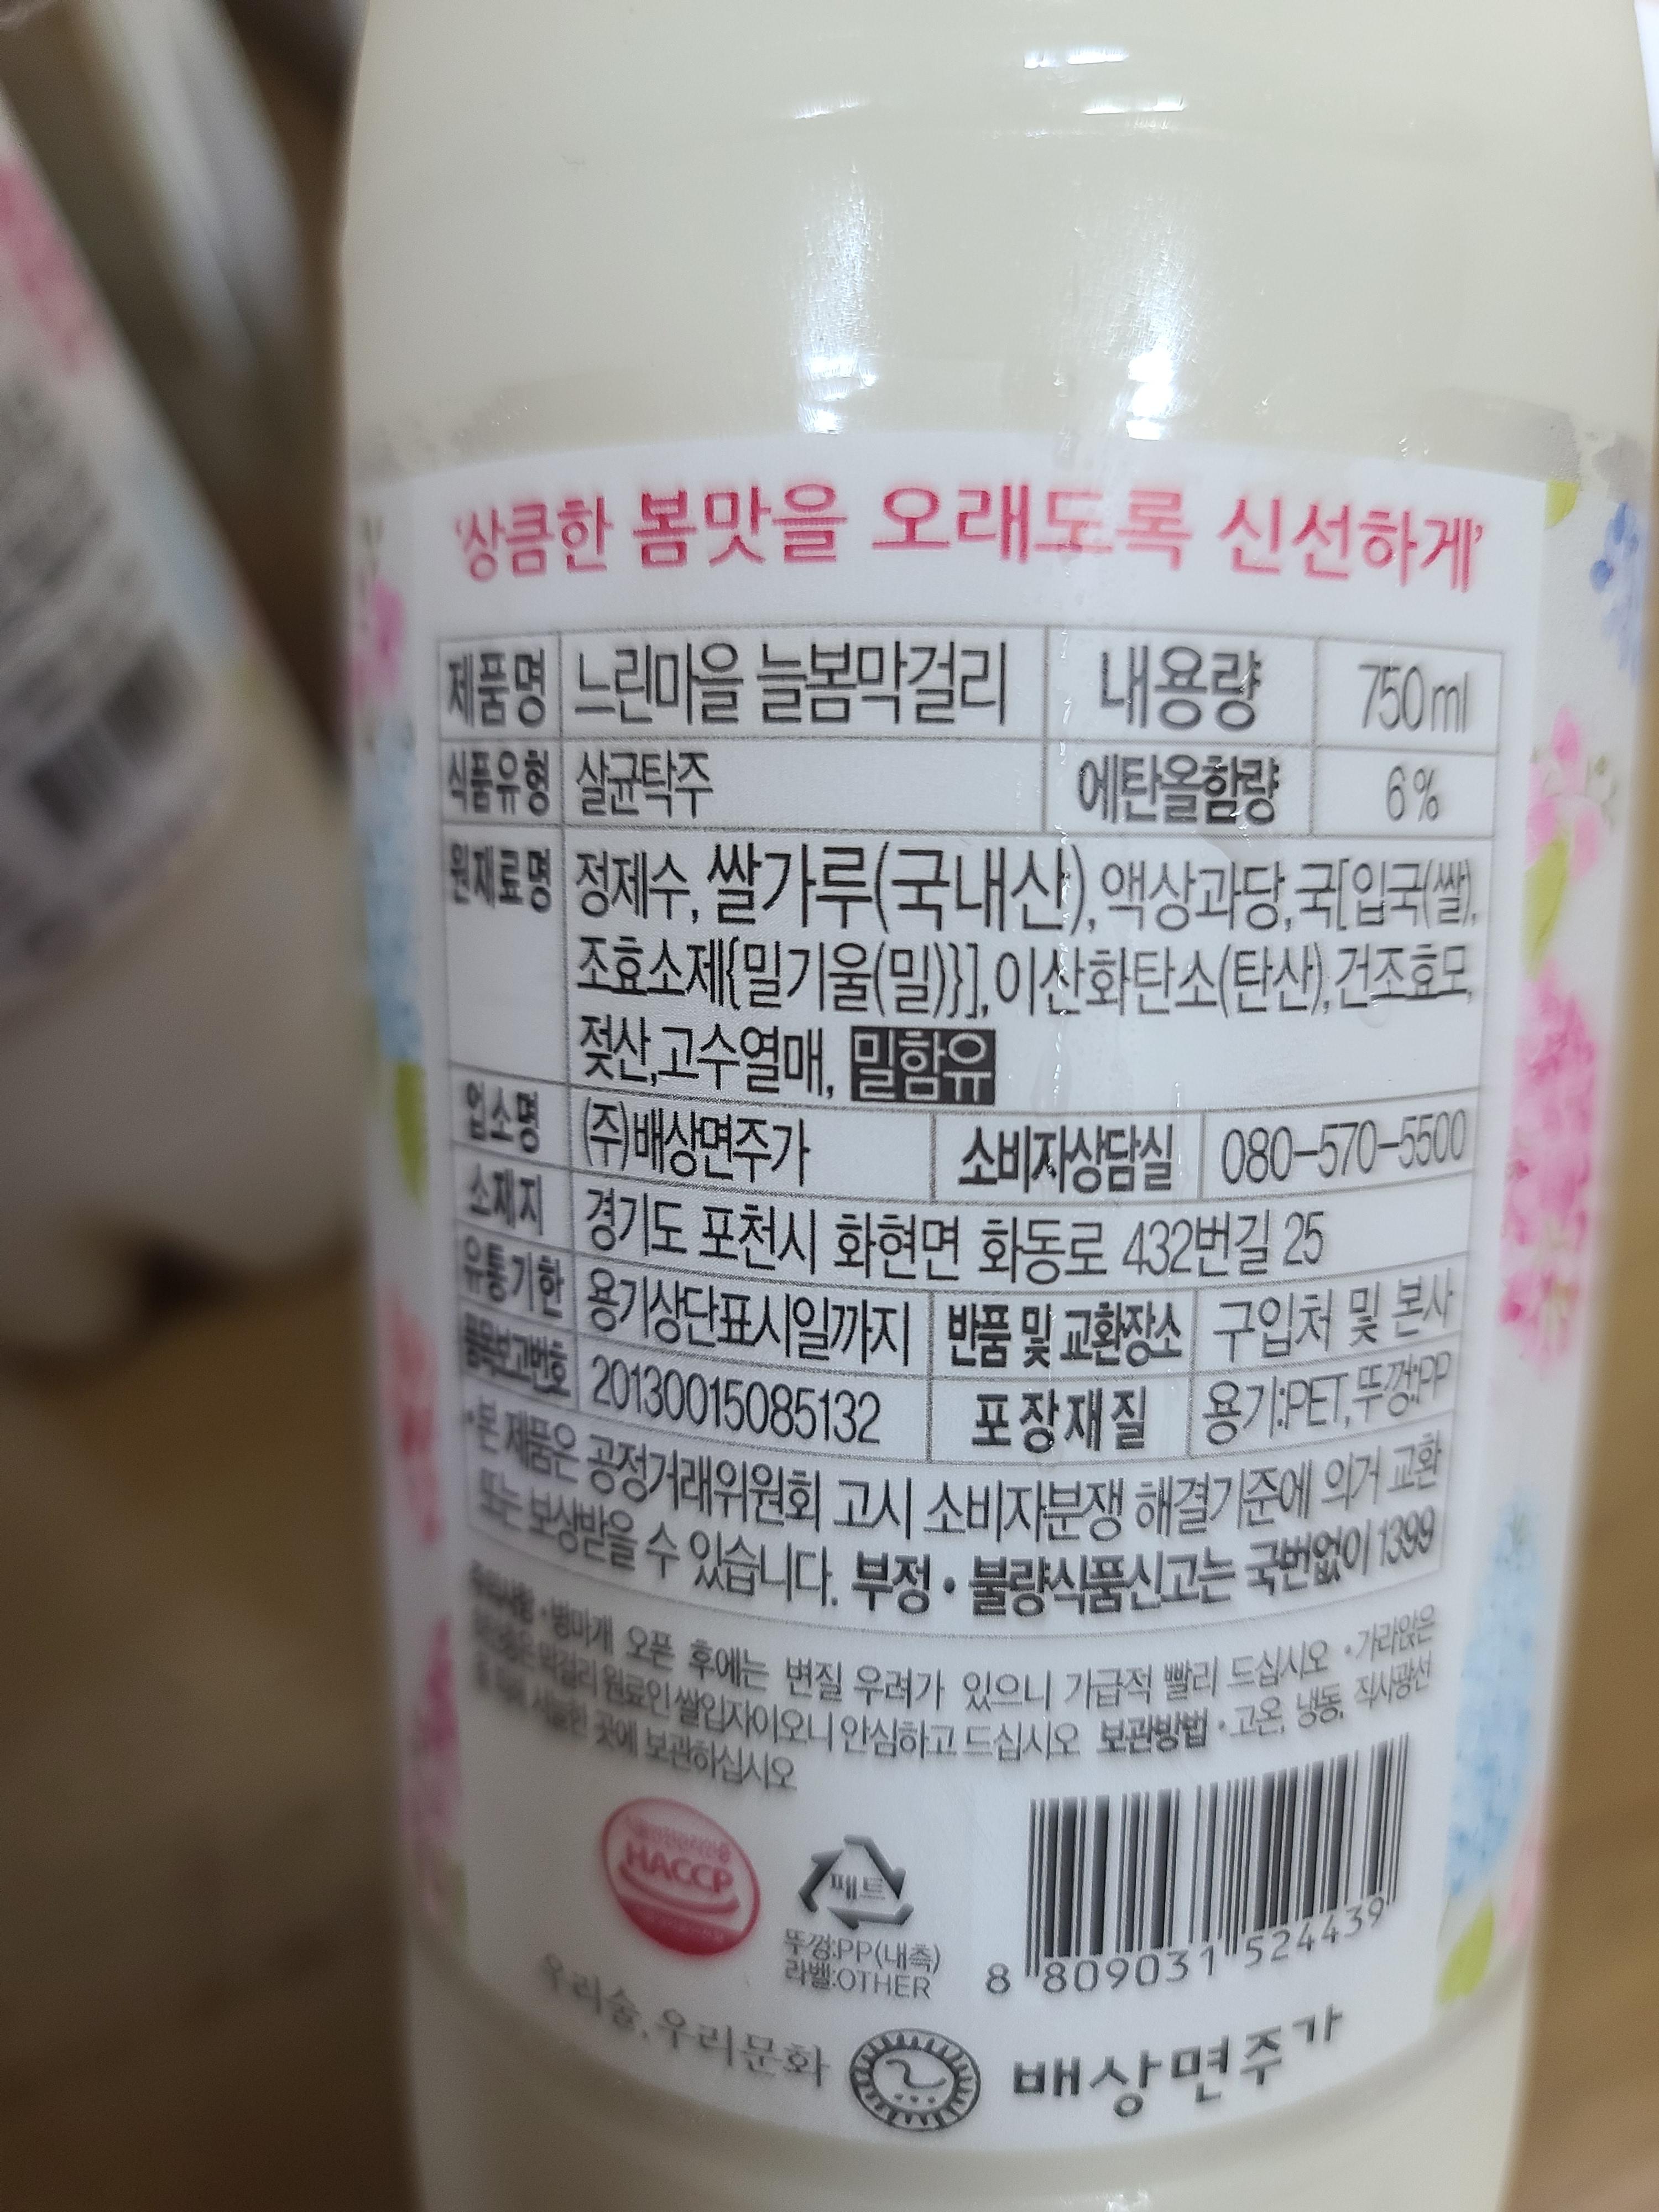 ‘상큼한 봄맛을 오래도록 신선하게’
제품명 느린마을 늘봄막걸리 내용량 750㎖
식품유형 살균탁주 에탄올함량 6%
원재료명 정제수, 쌀가루(국내산), 액상과당, 국[입국(쌀),
조효소제{밀기울(밀)}], 이산화탄소(탄산), 건조효모,
젖산, 고수열매, 밀함유
업소명 (주)배상면주가 소비자상담실 080-570-5500
소재지 경기도 포천시 화현면 화동로 432번길 25
유통기한 용기상단표시일까지 반품 및 교환장소 구입처 및 본사
품목보고번호 20130015085132 포장재질 용기:PET, 뚜껑:PP
•본 제품은 공정거래위원회 고시 소비자분쟁 해결기준에 의거 교환
또는 보상받을 수 있습니다. 부정•불량식품신고는 국번없이 1399
주의사항 •병마개 오픈 후에는 변질 우려가 있으니 가급적 빨리 드십시오 •가라앉은
막걸리 원료인 쌀입자이오니 안심하고 드십시오 보관방법 •고온, 냉동, 직사광선
을 피해 서늘한 곳에 보관하십시오
HACCP
페트
뚜껑:PP(내측)
라벨:OTHER
8 809031 524439
우리술, 우리문화
배상면주가